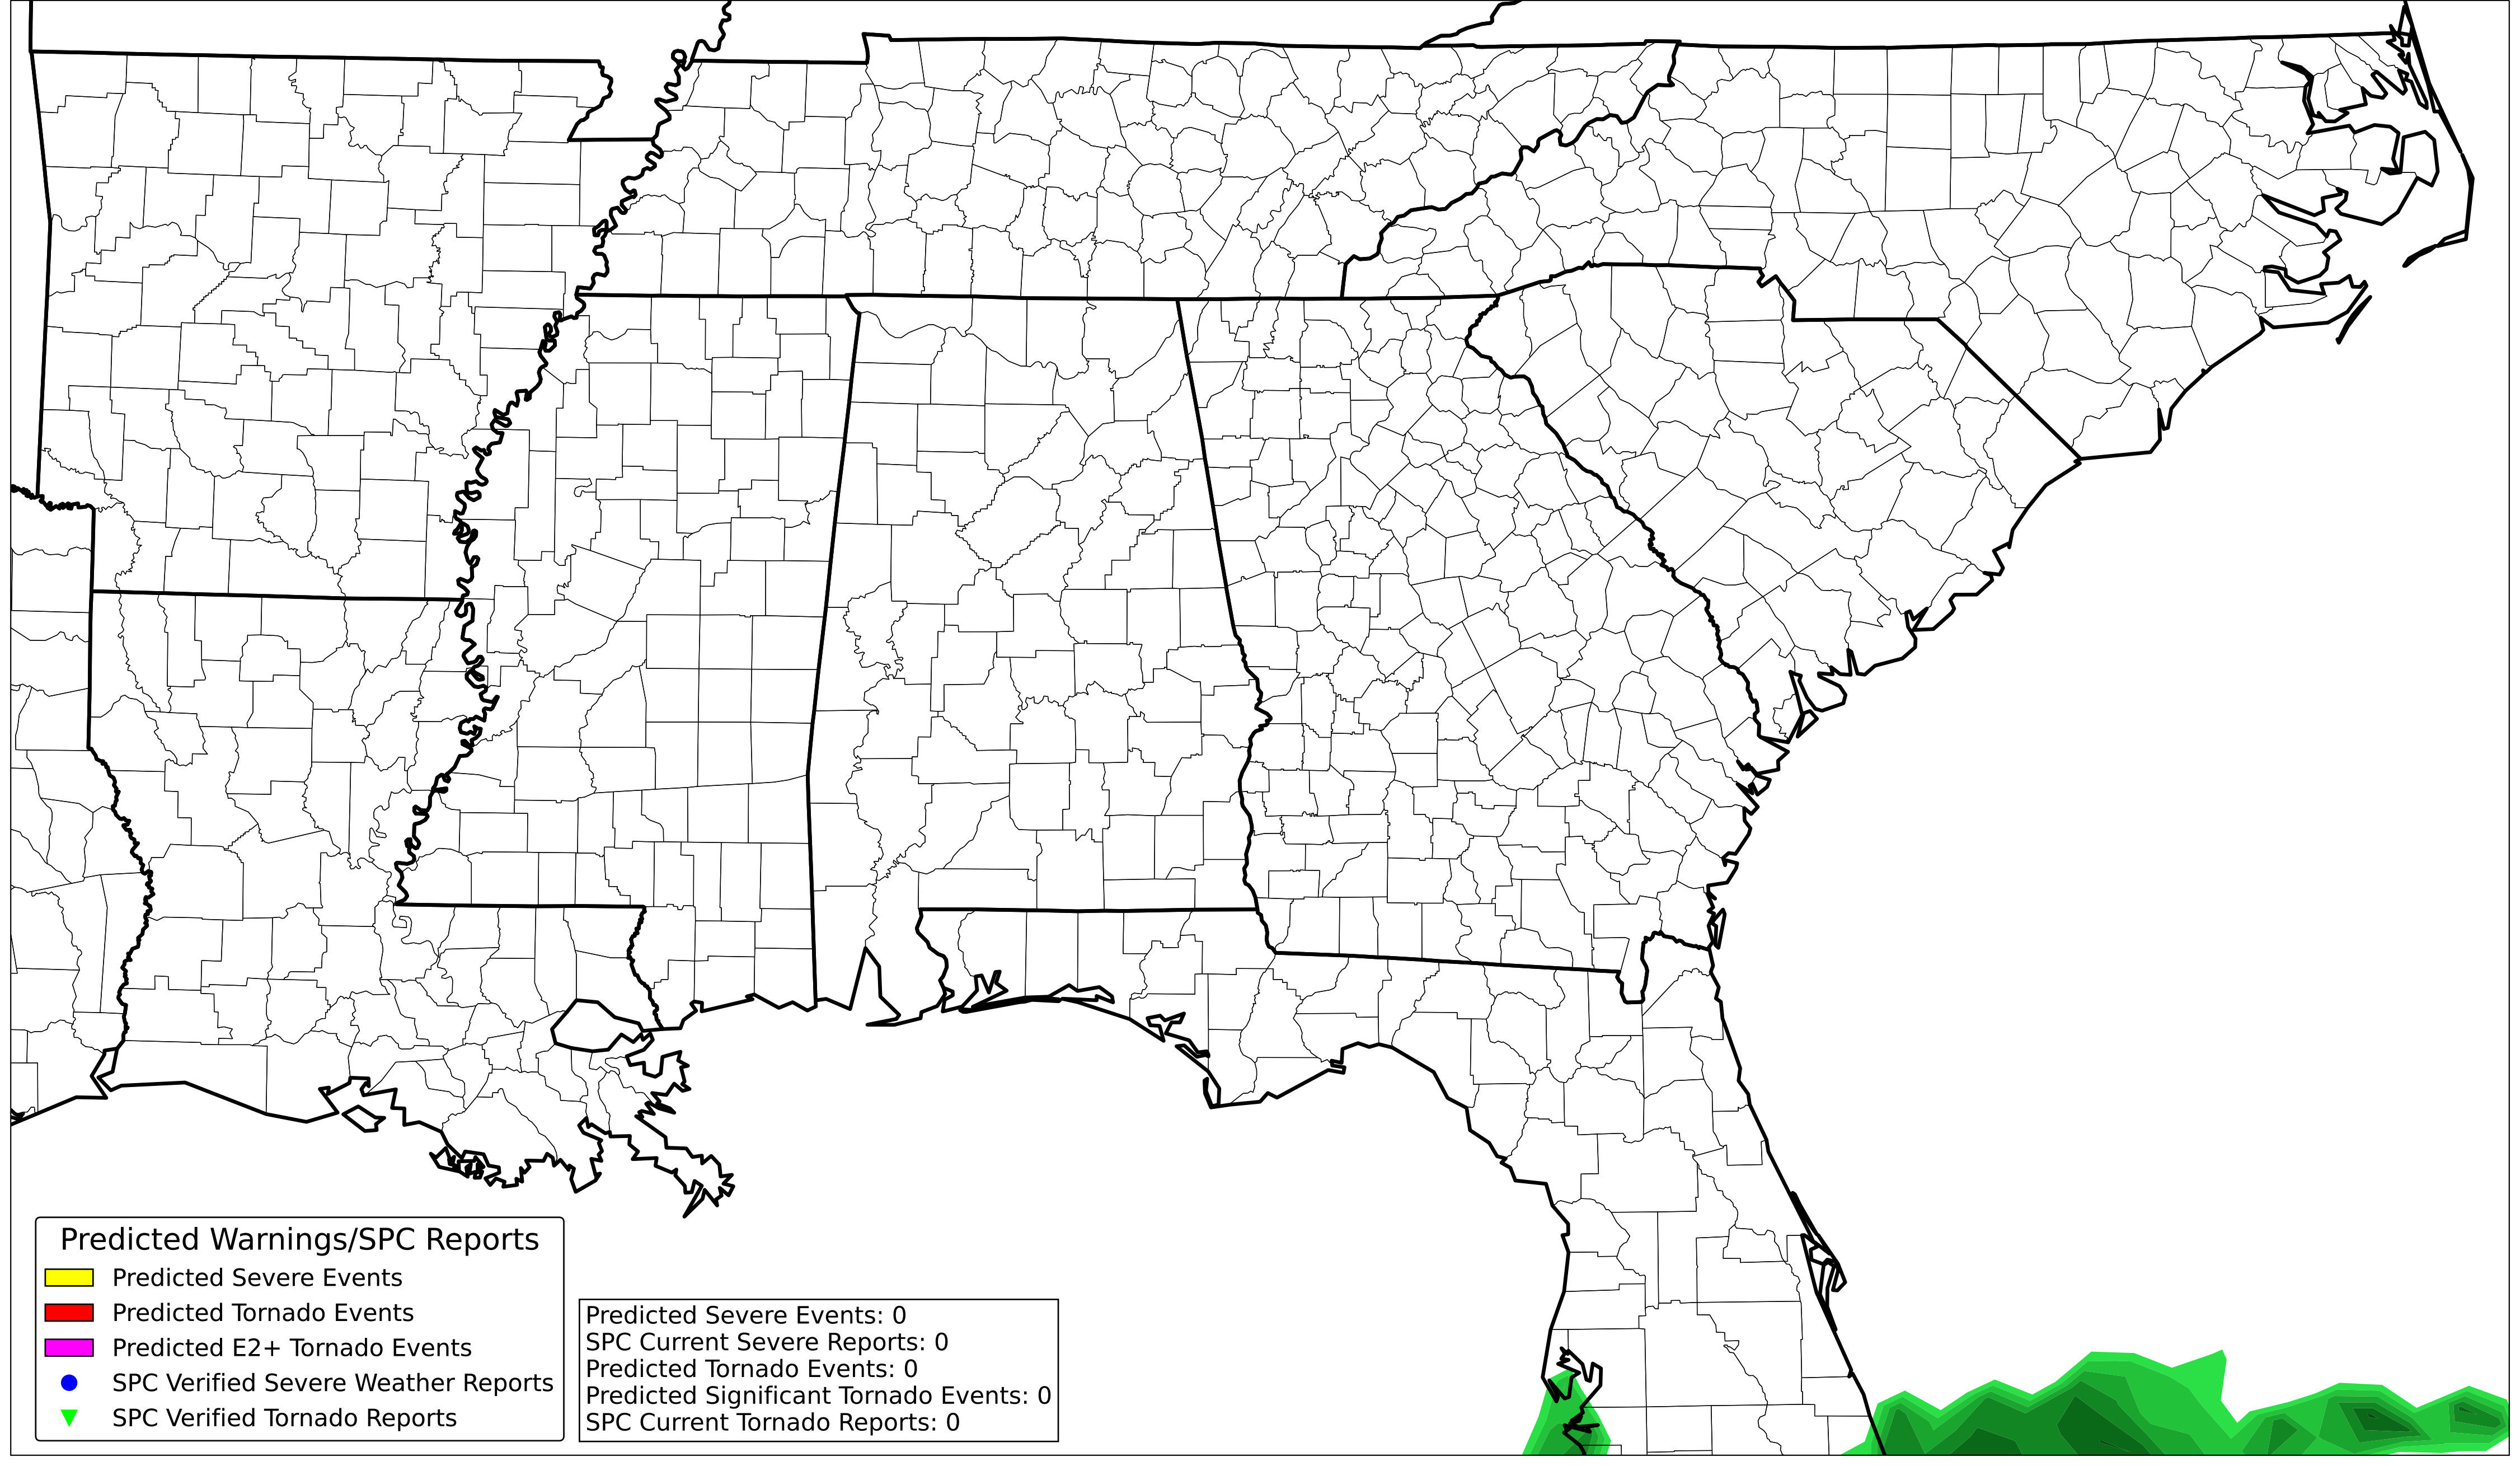 Predicted Warnings/SPC Reports
Predicted Severe Events
Predicted Tornado Events
Predicted E2+ Tornado Events
SPC Verified Severe Weather Reports
SPC Verified Tornado Reports
Predicted Severe Events: 0
SPC Current Severe Reports: 0
Predicted Tornado Events: 0
Predicted Significant Tornado Events: 0
SPC Current Tornado Reports: 0